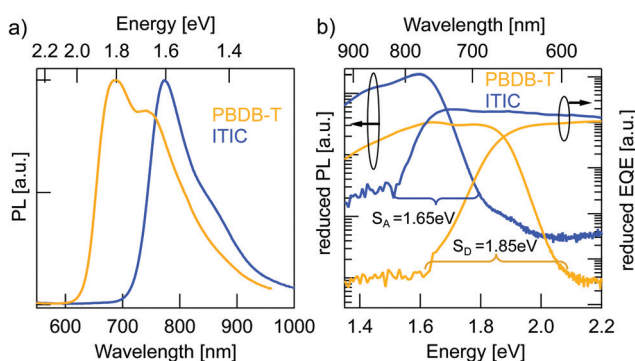 a)
Energy [eV]
2.2 2.0 1.8 1.6 1.4
PL [a.u.]
PBDB-T
ITIC
600 700 800 900 1000
Wavelength [nm]
b)
Wavelength [nm]
900 800 700 600
reduced PL [a.u.]
PBDB-T
ITIC
S_A =1.65eV
S_D =1.85eV
reduced EQE [a.u.]
1.4 1.6 1.8 2.0 2.2
Energy [eV]